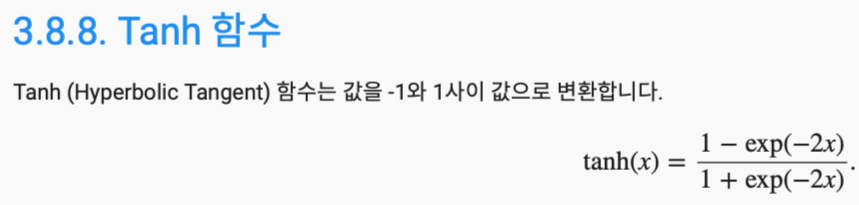 3.8.8. Tanh 함수
Tanh (Hyperbolic Tangent) 함수는 값을 -1와 1사이 값으로 변환합니다.
tanh(x) = \frac{1 − exp(−2x)}{1 + exp(−2x)}.